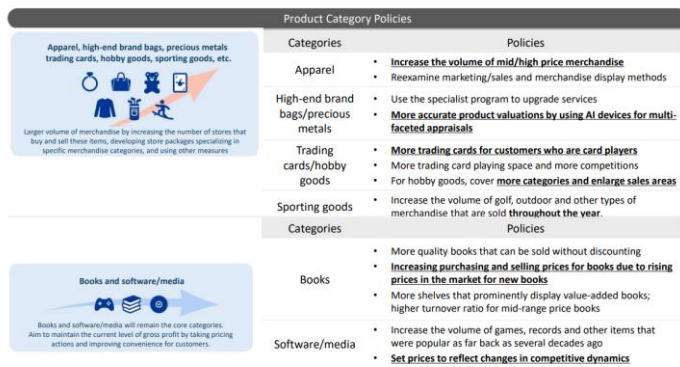 Product Category Policies
Apparel, high-end brand bags, precious metals
trading cards, hobby goods, sporting goods, etc.
Larger volume of merchandise by increasing the number of stores that
buy and sell these items, developing store packages specializing in
specific merchandise categories, and using other measures
Categories
Policies
Apparel
• Increase the volume of mid/high price merchandise
• Reexamine marketing/sales and merchandise display methods
High-end brand
bags/precious
metals
• Use the specialist program to upgrade services
• More accurate product valuations by using AI devices for multi-
faceted appraisals
Trading
cards/hobby
goods
• More trading cards for customers who are card players
• More trading card playing space and more competitions
• For hobby goods, cover more categories and enlarge sales areas
Sporting goods
• Increase the volume of golf, outdoor and other types of
merchandise that are sold throughout the year.
Books and software/media
Books and software/media will remain the core categories.
Aim to maintain the current level of gross profit by taking pricing
actions and improving convenience for customers.
Categories
Policies
Books
• More quality books that can be sold without discounting
• Increasing purchasing and selling prices for books due to rising
prices in the market for new books
• More shelves that prominently display value-added books;
higher turnover ratio for mid-range price books
Software/media
• Increase the volume of games, records and other items that
were popular as far back as several decades ago
• Set prices to reflect changes in competitive dynamics